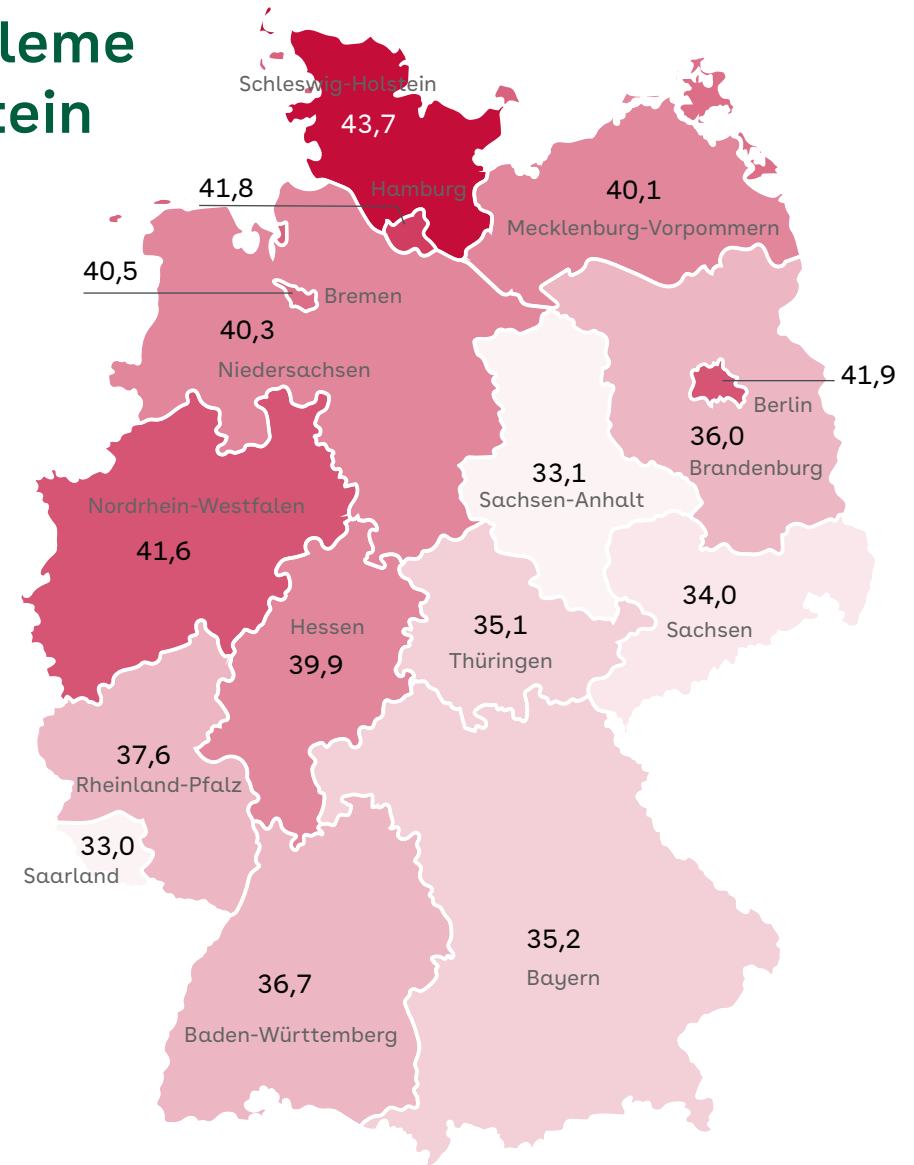 leme
tein
Schleswig-Holstein
43,7
41,8
Hamburg
40,1
Mecklenburg-Vorpommern
40,5
Bremen
40,3
Niedersachsen
41,9
Berlin
36,0
Brandenburg
33,1
Sachsen-Anhalt
Nordrhein-Westfalen
41,6
34,0
Sachsen
35,1
Thüringen
Hessen
39,9
37,6
Rheinland-Pfalz
33,0
Saarland
35,2
Bayern
36,7
Baden-Württemberg